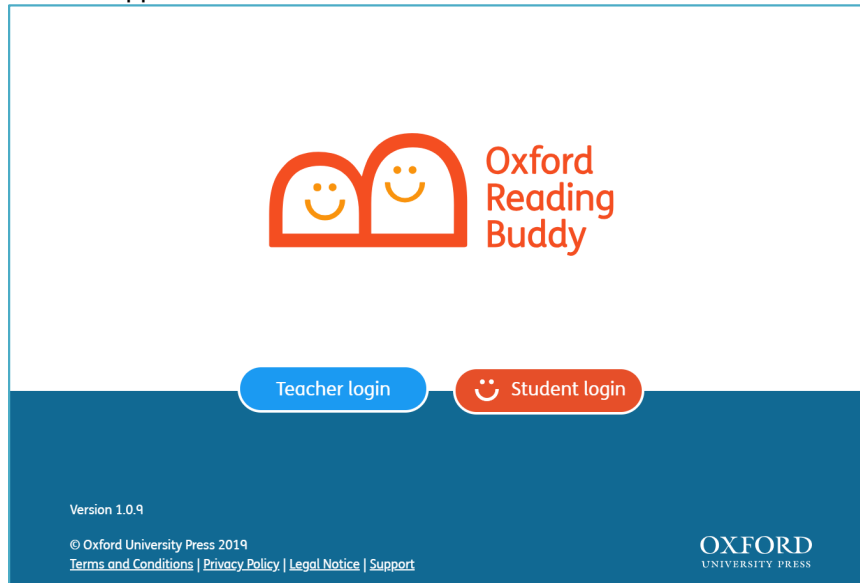 Oxford
Reading
Buddy
Teacher login
Student login
Version 1.0.9
© Oxford University Press 2019
Terms and Conditions | Privacy Policy | Legal Notice | Support
OXFORD
UNIVERSITY PRESS